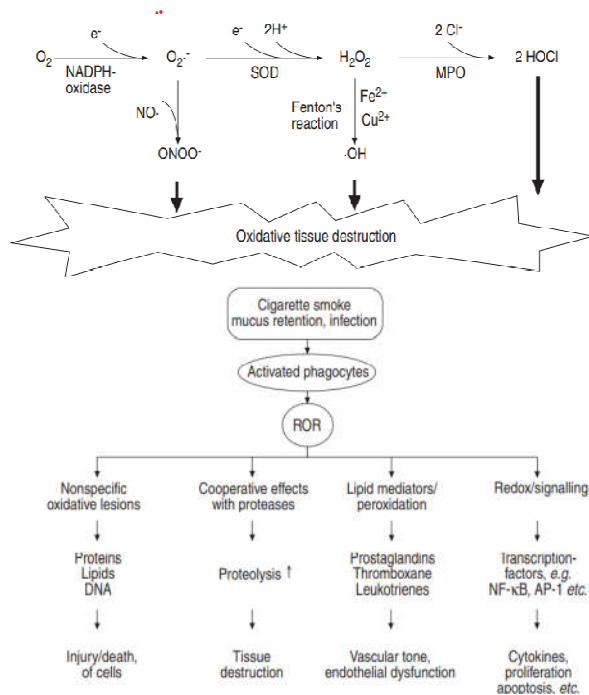 e-
e-
2H+
2 Cl-
O2
O2·-
H2O2
2 HOCl
NADPH-
oxidase
SOD
MPO
NO·
Fenton's
reaction
Fe2+
Cu2+
ONOO-
·OH
Oxidative tissue destruction
Cigarette smoke
mucus retention, infection
Activated phagocytes
ROR
Nonspecific
oxidative lesions
Cooperative effects
with proteases
Lipid mediators/
peroxidation
Redox/signalling
Proteins
Lipids
DNA
Proteolysis ↑
Prostaglandins
Thromboxane
Leukotrienes
Transcription-
factors, e.g.
NF-κB, AP-1 etc.
Injury/death,
of cells
Tissue
destruction
Vascular tone,
endothelial dysfunction
Cytokines,
proliferation
apoptosis, etc.